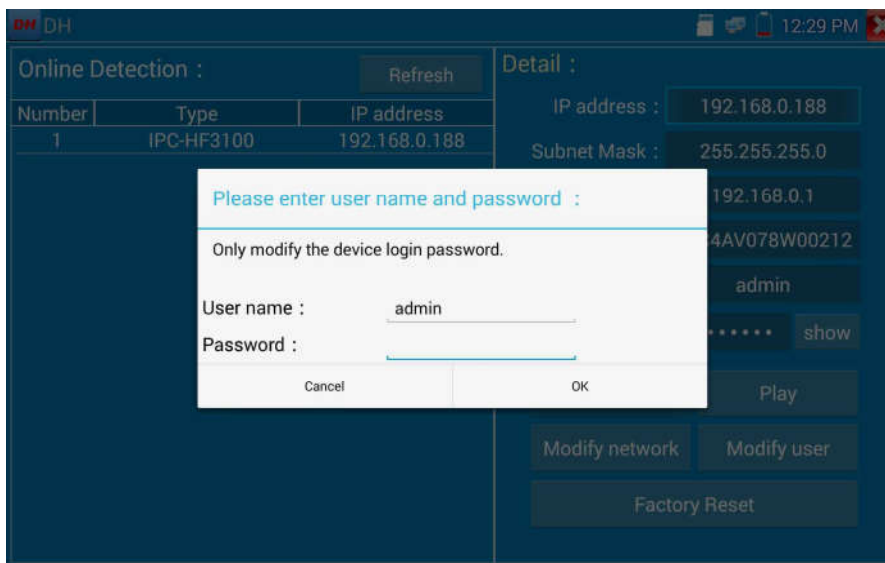 DH DH 12:29 PM
Online Detection :
Refresh
Number Type IP address
1 IPC-HF3100 192.168.0.188
Detail :
IP address : 192.168.0.188
Subnet Mask : 255.255.255.0
192.168.0.1
4AV078W00212
admin
•••••• show
Play
Modify network Modify user
Factory Reset
Please enter user name and password :
Only modify the device login password.
User name : admin
Password :
Cancel OK